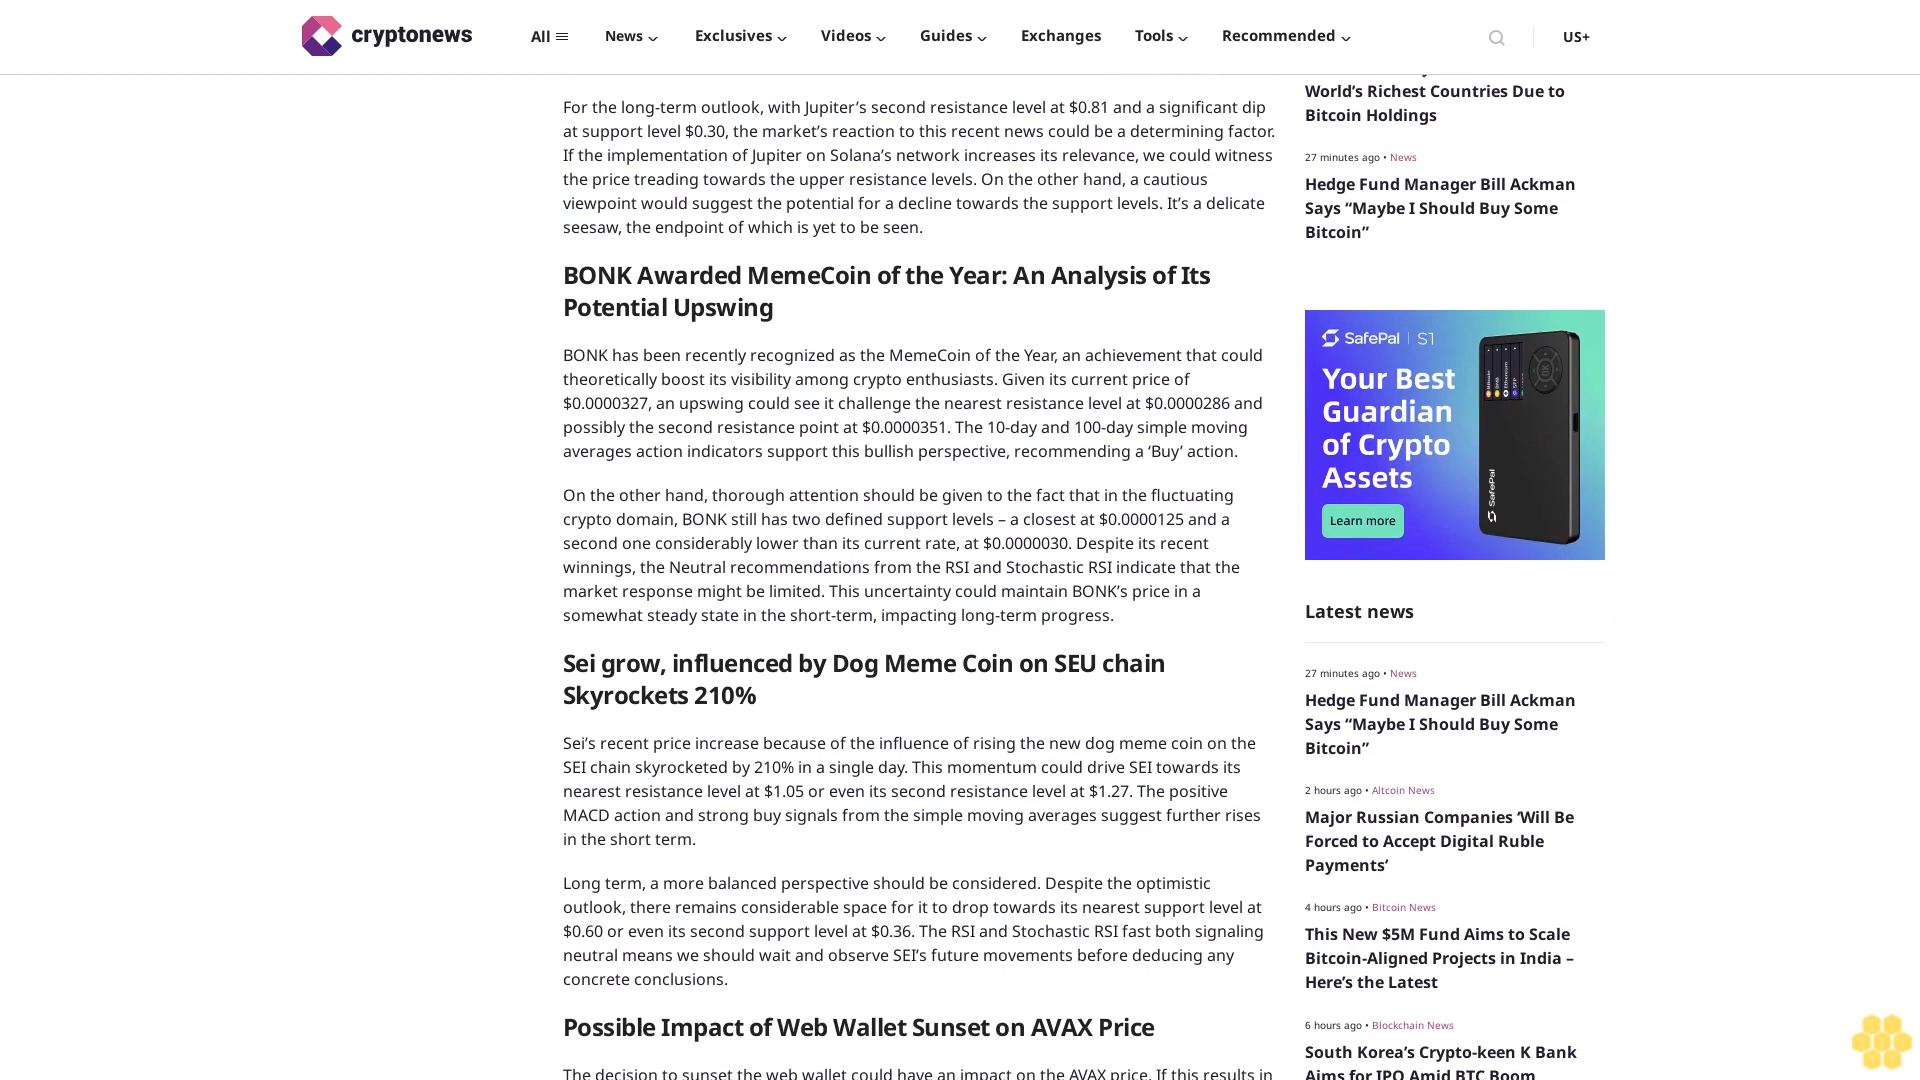 cryptonews
All
News
Exclusives
Videos
Guides
Exchanges
Tools
Recommended
US+
For the long-term outlook, with Jupiter’s second resistance level at $0.81 and a significant dip
at support level $0.30, the market’s reaction to this recent news could be a determining factor.
If the implementation of Jupiter on Solana’s network increases its relevance, we could witness
the price treading towards the upper resistance levels. On the other hand, a cautious
viewpoint would suggest the potential for a decline towards the support levels. It’s a delicate
seesaw, the endpoint of which is yet to be seen.
BONK Awarded MemeCoin of the Year: An Analysis of Its
Potential Upswing
BONK has been recently recognized as the MemeCoin of the Year, an achievement that could
theoretically boost its visibility among crypto enthusiasts. Given its current price of
$0.0000327, an upswing could see it challenge the nearest resistance level at $0.0000286 and
possibly the second resistance point at $0.0000351. The 10-day and 100-day simple moving
averages action indicators support this bullish perspective, recommending a ‘Buy’ action.
On the other hand, thorough attention should be given to the fact that in the fluctuating
crypto domain, BONK still has two defined support levels – a closest at $0.0000125 and a
second one considerably lower than its current rate, at $0.0000030. Despite its recent
winnings, the Neutral recommendations from the RSI and Stochastic RSI indicate that the
market response might be limited. This uncertainty could maintain BONK’s price in a
somewhat steady state in the short-term, impacting long-term progress.
Sei grow, influenced by Dog Meme Coin on SEU chain
Skyrockets 210%
Sei’s recent price increase because of the influence of rising the new dog meme coin on the
SEI chain skyrocketed by 210% in a single day. This momentum could drive SEI towards its
nearest resistance level at $1.05 or even its second resistance level at $1.27. The positive
MACD action and strong buy signals from the simple moving averages suggest further rises
in the short term.
Long term, a more balanced perspective should be considered. Despite the optimistic
outlook, there remains considerable space for it to drop towards its nearest support level at
$0.60 or even its second support level at $0.36. The RSI and Stochastic RSI fast both signaling
neutral means we should wait and observe SEI’s future movements before deducing any
concrete conclusions.
Possible Impact of Web Wallet Sunset on AVAX Price
The decision to sunset the web wallet could have an impact on the AVAX price. If this results in
World’s Richest Countries Due to
Bitcoin Holdings
27 minutes ago • News
Hedge Fund Manager Bill Ackman
Says “Maybe I Should Buy Some
Bitcoin”
SafePal | S1
Your Best
Guardian
of Crypto
Assets
Learn more
SafePal
OK
Latest news
27 minutes ago • News
Hedge Fund Manager Bill Ackman
Says “Maybe I Should Buy Some
Bitcoin”
2 hours ago • Altcoin News
Major Russian Companies ‘Will Be
Forced to Accept Digital Ruble
Payments’
4 hours ago • Bitcoin News
This New $5M Fund Aims to Scale
Bitcoin-Aligned Projects in India –
Here’s the Latest
6 hours ago • Blockchain News
South Korea’s Crypto-keen K Bank
Aims for IPO Amid BTC Boom